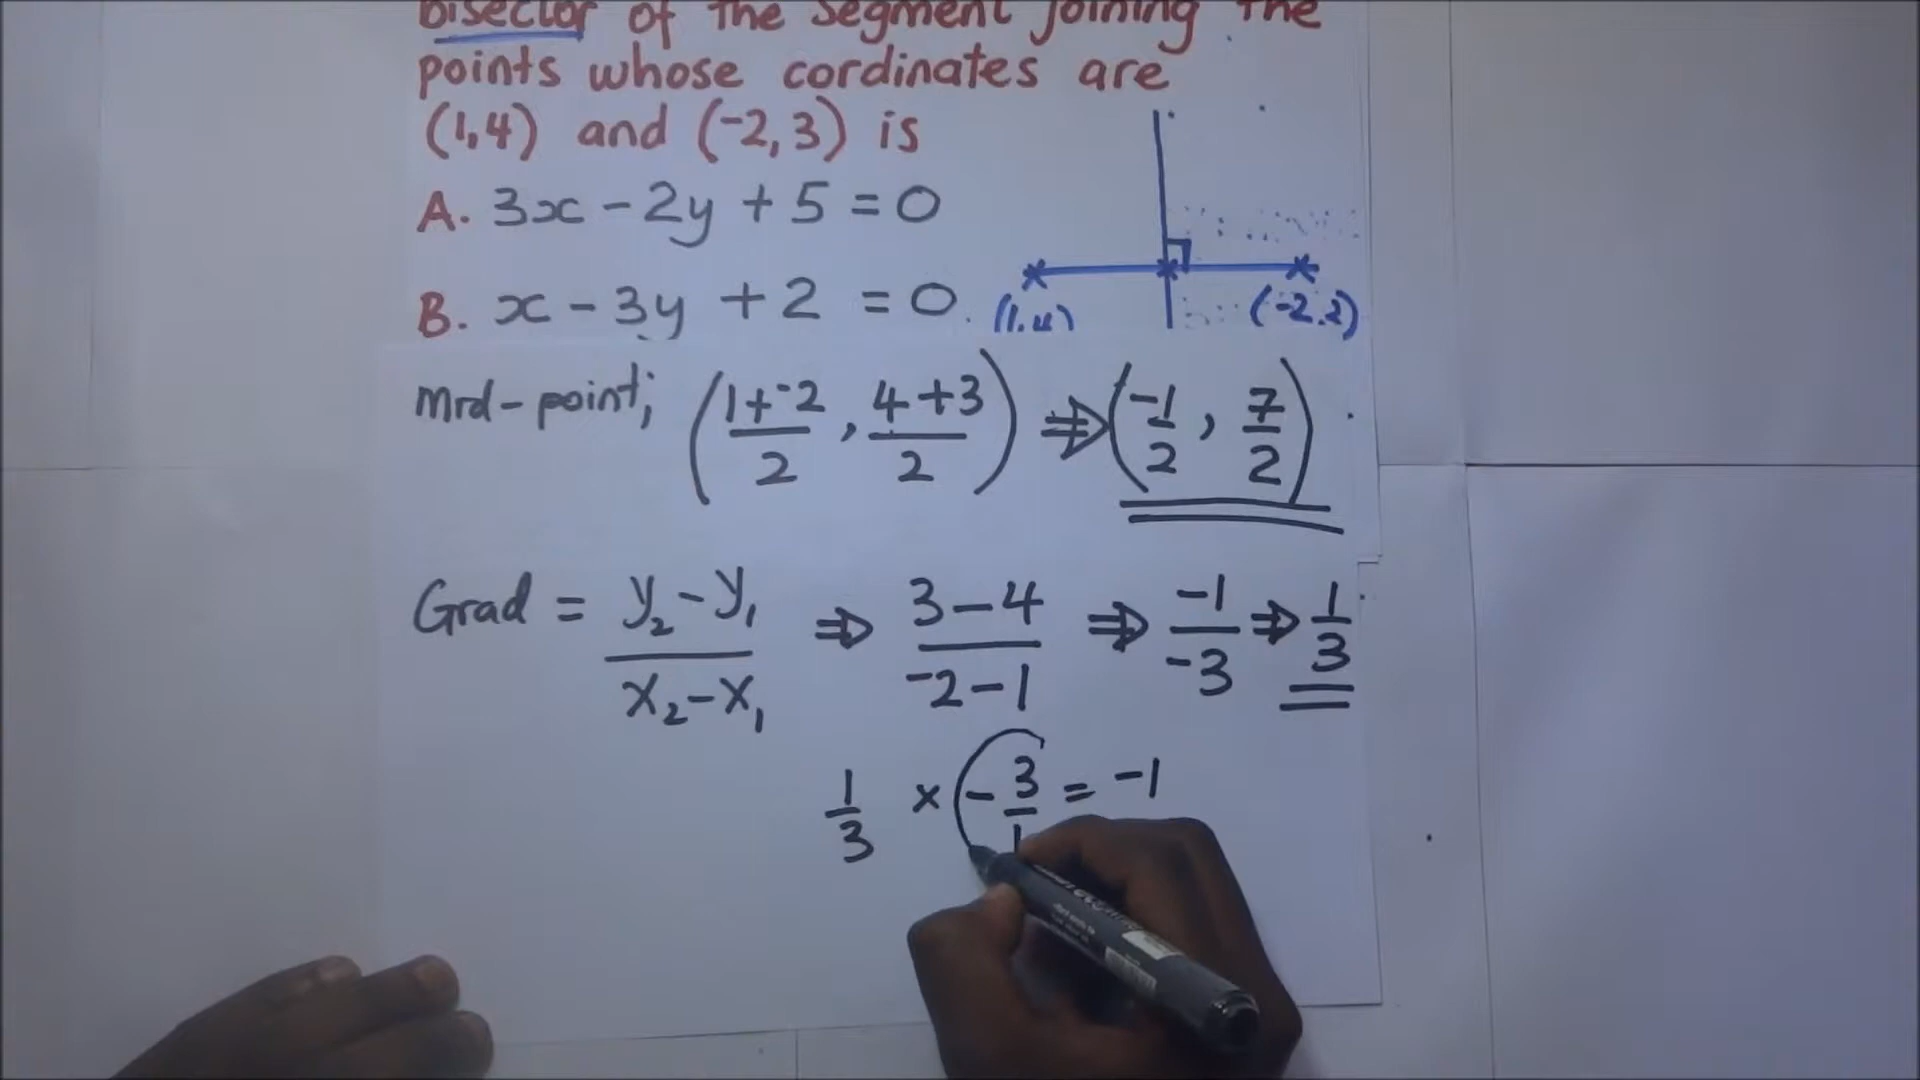 bisector of the segment joining the
points whose cordinates are
(1,4) and (-2,3) is
A. 3x - 2y + 5 = 0
B. x - 3y + 2 = 0
(1,4) (-2,3)
Mid-point; (1+-2/2, 4+3/2) ⇒ (-1/2, 7/2)
Grad = y₂-y₁/x₂-x₁ ⇒ 3-4/-2-1 ⇒ -1/-3 ⇒ 1/3
1/3 × -3/1 = -1